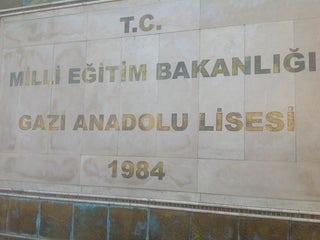 T.C.
MİLLİ EĞİTİM BAKANLIĞI
GAZİ ANADOLU LİSESİ
1984